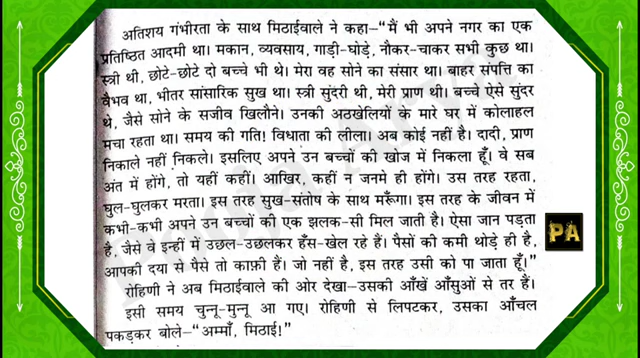 अतिशय गंभीरता के साथ मिठाईवाले ने कहा–“मैं भी अपने नगर का एक
प्रतिष्ठित आदमी था। मकान, व्यवसाय, गाड़ी-घोड़े, नौकर-चाकर सभी कुछ था।
स्त्री थी, छोटे-छोटे दो बच्चे भी थे। मेरा वह सोने का संसार था। बाहर संपत्ति का
वैभव था, भीतर सांसारिक सुख था। स्त्री सुंदरी थी, मेरी प्राण थी। बच्चे ऐसे सुंदर
थे, जैसे सोने के सजीव खिलौने। उनकी अठखेलियों के मारे घर में कोलाहल
मचा रहता था। समय की गति! विधाता की लीला। अब कोई नहीं है। दादी, प्राण
निकाले नहीं निकले। इसलिए अपने उन बच्चों की खोज में निकला हूँ। वे सब
अंत में होंगे, तो यहीं कहीं। आखिर, कहीं न जनमे ही होंगे। उस तरह रहता,
घुल-घुलकर मरता। इस तरह सुख-संतोष के साथ मरूँगा। इस तरह के जीवन में
कभी-कभी अपने उन बच्चों की एक झलक-सी मिल जाती है। ऐसा जान पड़ता
है, जैसे वे इन्हीं में उछल-उछलकर हँस-खेल रहे हैं। पैसों की कमी थोड़े ही है,
आपकी दया से पैसे तो काफ़ी हैं। जो नहीं है, इस तरह उसी को पा जाता हूँ।”
रोहिणी ने अब मिठाईवाले की ओर देखा–उसकी आँखें आँसुओं से तर हैं।
इसी समय चुन्नू-मुन्नू आ गए। रोहिणी से लिपटकर, उसका आँचल
पकड़कर बोले–“अम्माँ, मिठाई!”
PA